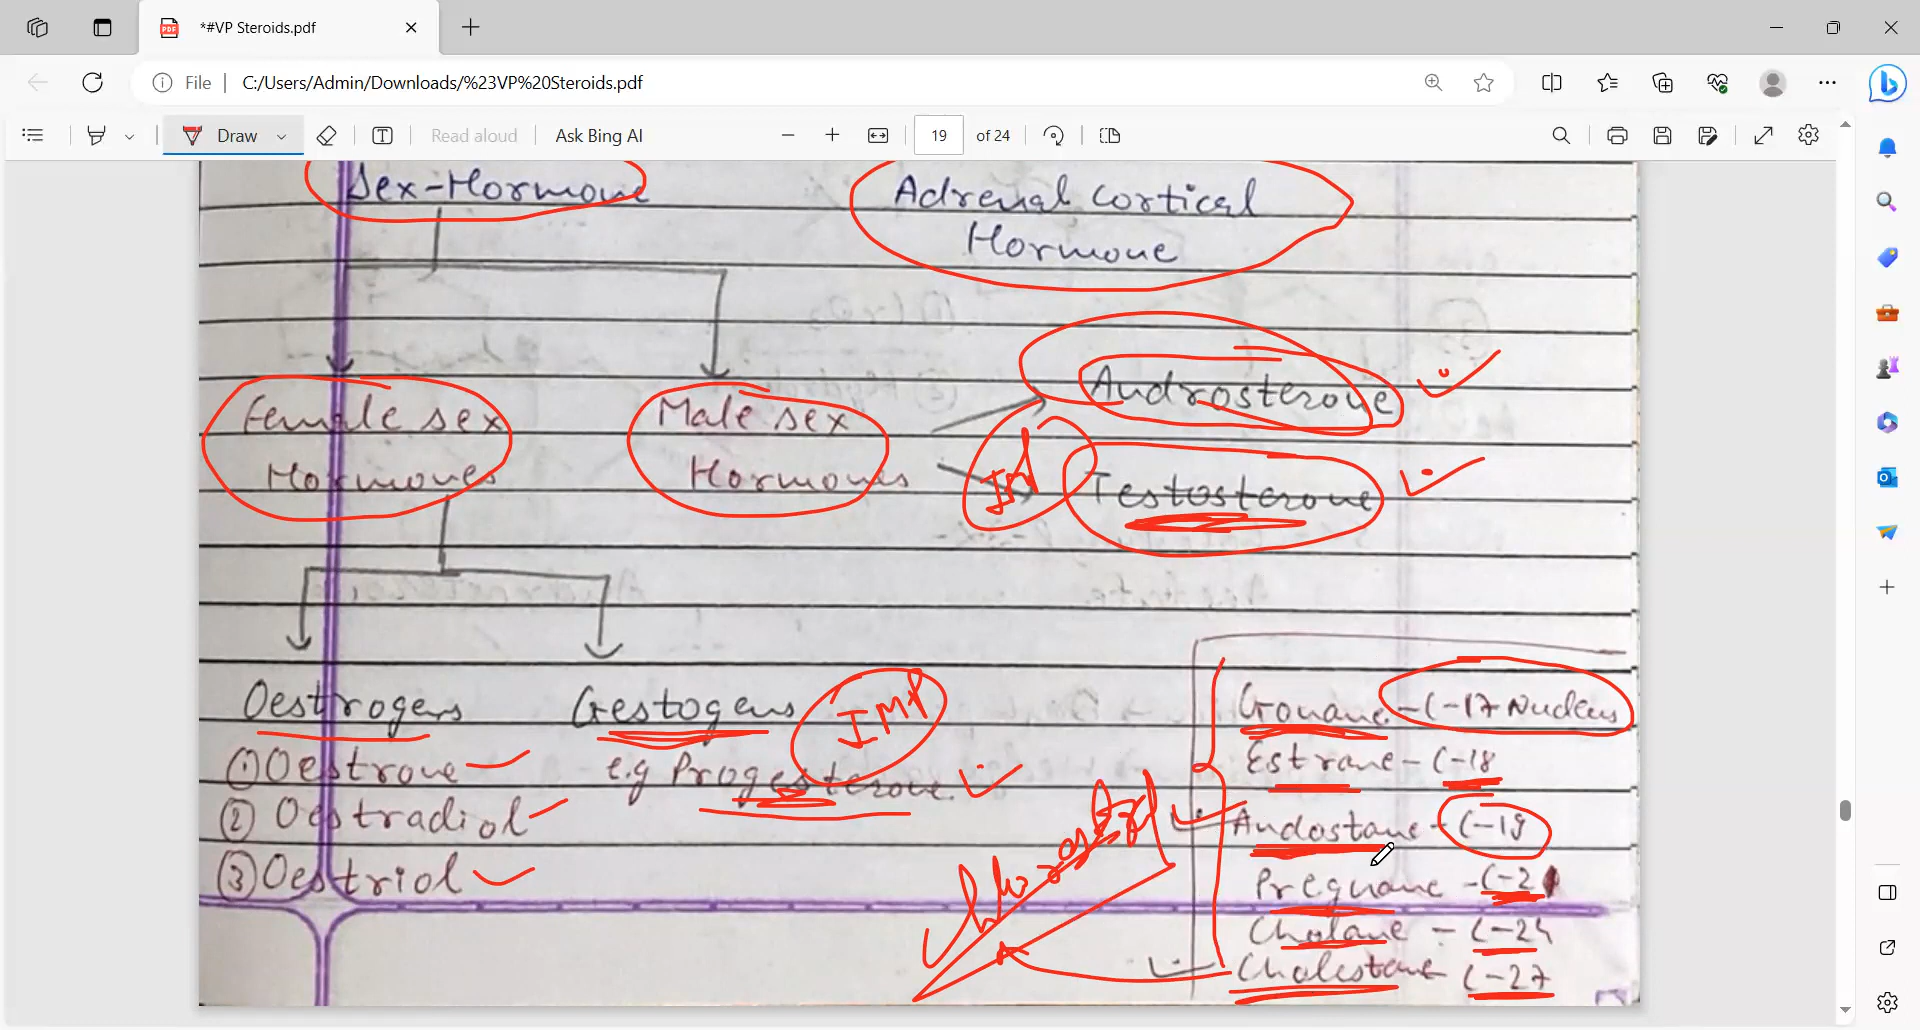 *#VP Steroids.pdf
File | C:/Users/Admin/Downloads/%23VP%20Steroids.pdf
Draw
Read aloud
Ask Bing AI
19 of 24
Sex-Hormone
Adrenal Cortical
Hormone
Female sex
Hormones
Male sex
Hormones
Androsterone
Testosterone
Oestrogens
Gestogens
IMP
① Oestrone
e.g Progesterone.
② Oestradiol
③ Oestriol
Gonane - C-17 Nucleus
Estrane - C-18
Andostane - C-19
Pregnane - C-21
Cholane - C-24
Cholestane - C-27